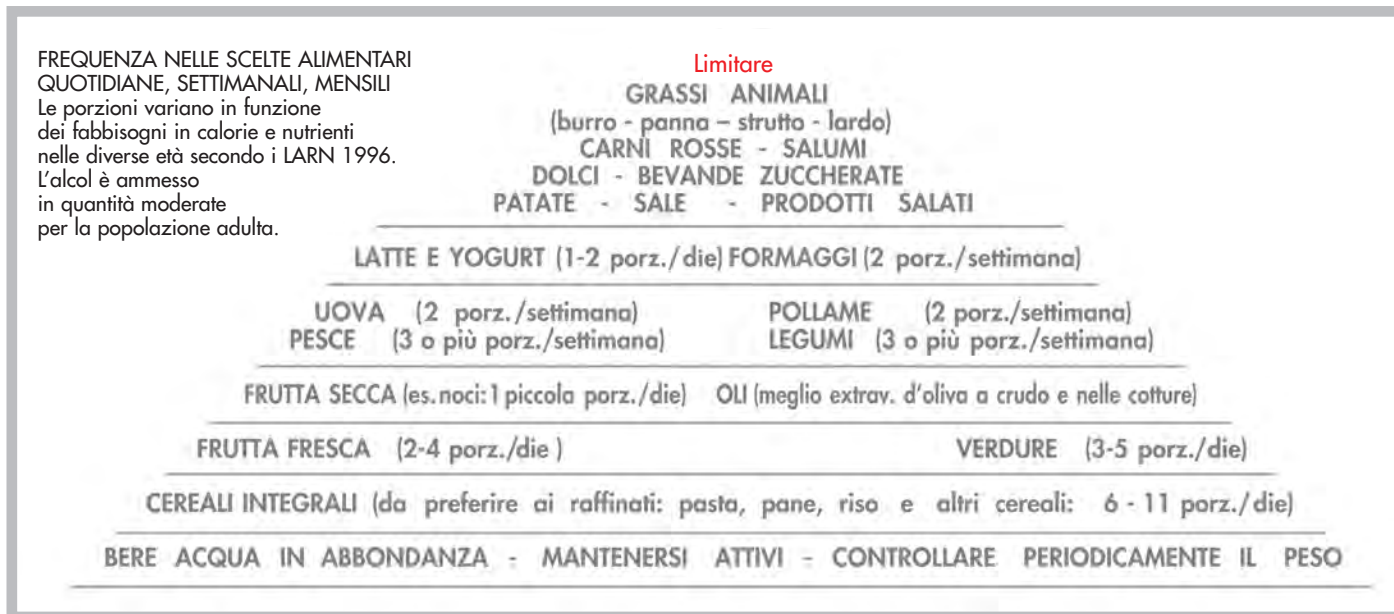 FREQUENZA NELLE SCELTE ALIMENTARI
QUOTIDIANE, SETTIMANALI, MENSILI
Le porzioni variano in funzione
dei fabbisogni in calorie e nutrienti
nelle diverse età secondo i LARN 1996.
L'alcol è ammesso
in quantità moderate
per la popolazione adulta.
Limitare
GRASSI ANIMALI
(burro - panna – strutto - lardo)
CARNI ROSSE - SALUMI
DOLCI - BEVANDE ZUCCHERATE
PATATE - SALE - PRODOTTI SALATI
LATTE E YOGURT (1-2 porz./die) FORMAGGI (2 porz./settimana)
UOVA (2 porz./settimana) POLLAME (2 porz./settimana)
PESCE (3 o più porz./settimana) LEGUMI (3 o più porz./settimana)
FRUTTA SECCA (es. noci: 1 piccola porz./die) OLI (meglio extrav. d'oliva a crudo e nelle cotture)
FRUTTA FRESCA (2-4 porz./die ) VERDURE (3-5 porz./die)
CEREALI INTEGRALI (da preferire ai raffinati: pasta, pane, riso e altri cereali: 6 - 11 porz./die)
BERE ACQUA IN ABBONDANZA - MANTENERSI ATTIVI - CONTROLLARE PERIODICAMENTE IL PESO